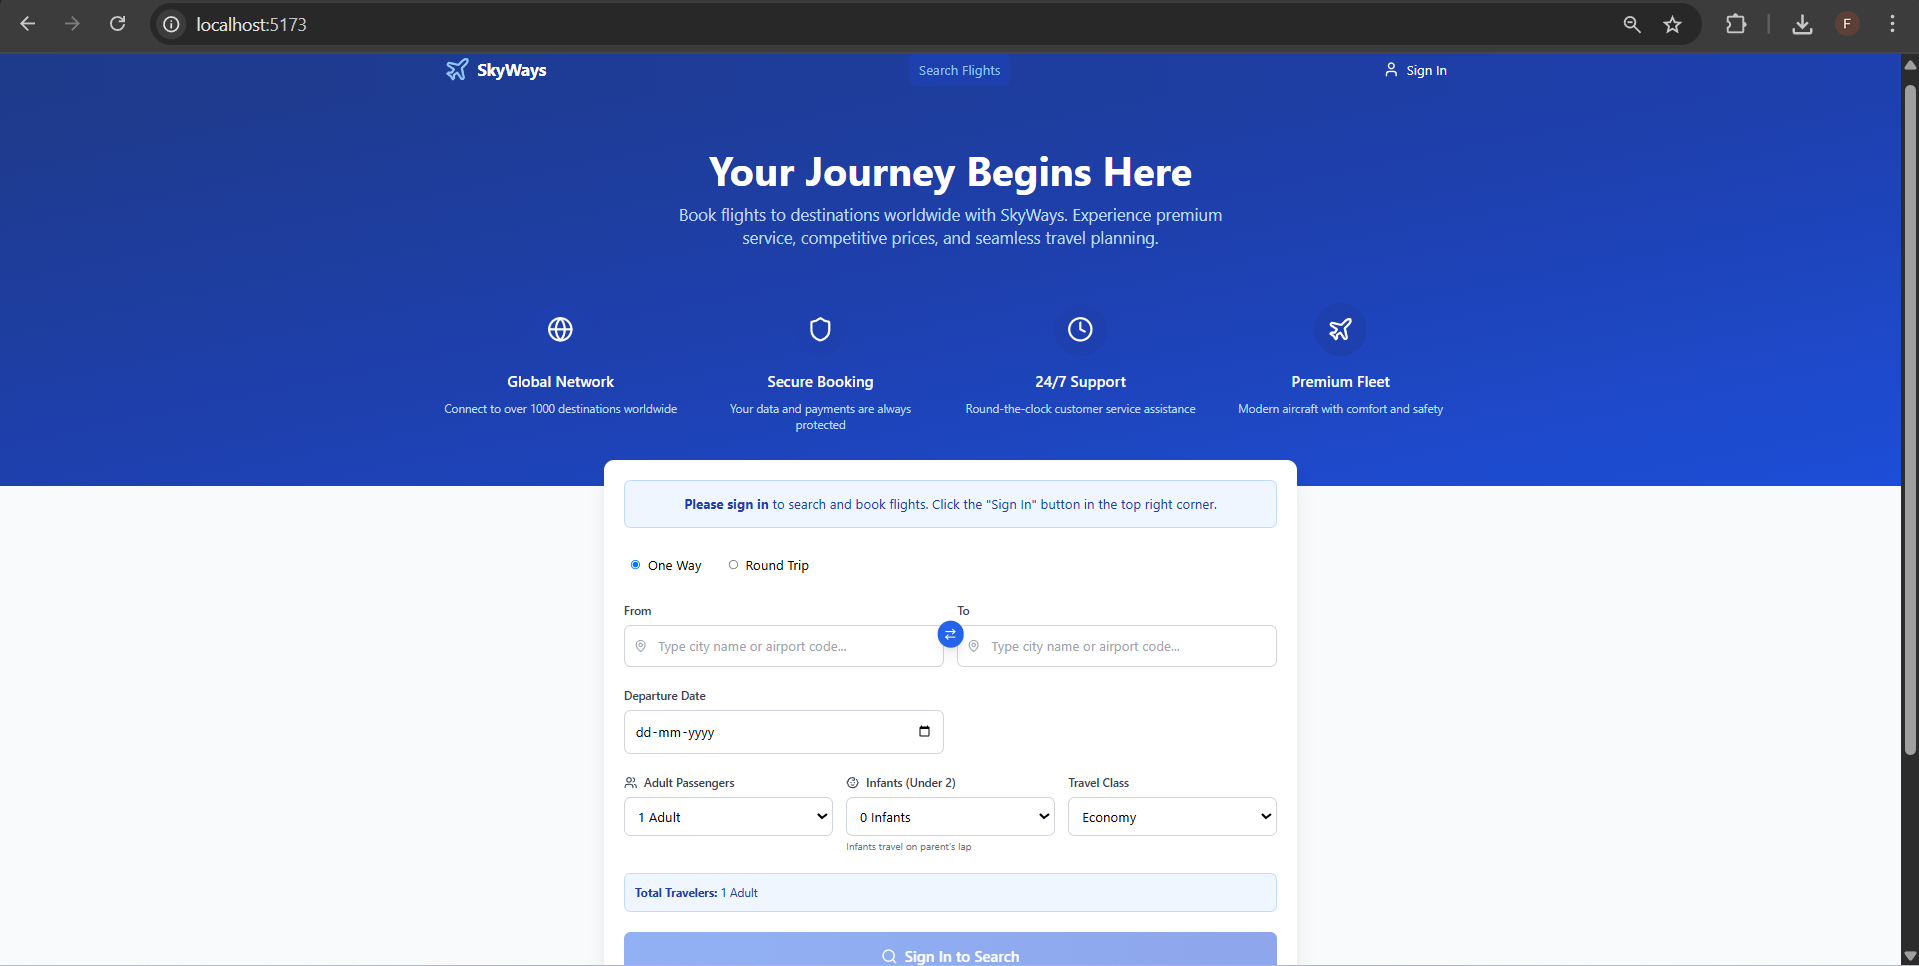 localhost:5173
F
SkyWays
Search Flights
Sign In
Your Journey Begins Here
Book flights to destinations worldwide with SkyWays. Experience premium
service, competitive prices, and seamless travel planning.
Global Network
Connect to over 1000 destinations worldwide
Secure Booking
Your data and payments are always
protected
24/7 Support
Round-the-clock customer service assistance
Premium Fleet
Modern aircraft with comfort and safety
Please sign in to search and book flights. Click the "Sign In" button in the top right corner.
One Way
Round Trip
From
To
Type city name or airport code...
Type city name or airport code...
Departure Date
dd-mm-yyyy
Adult Passengers
Infants (Under 2)
Travel Class
1 Adult
0 Infants
Economy
Infants travel on parent's lap
Total Travelers: 1 Adult
Sign In to Search